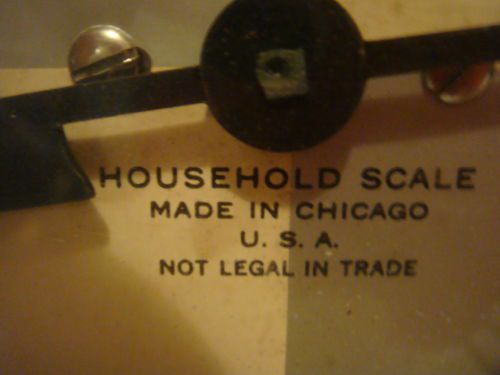 HOUSEHOLD SCALE
MADE IN CHICAGO
U. S. A.
NOT LEGAL IN TRADE